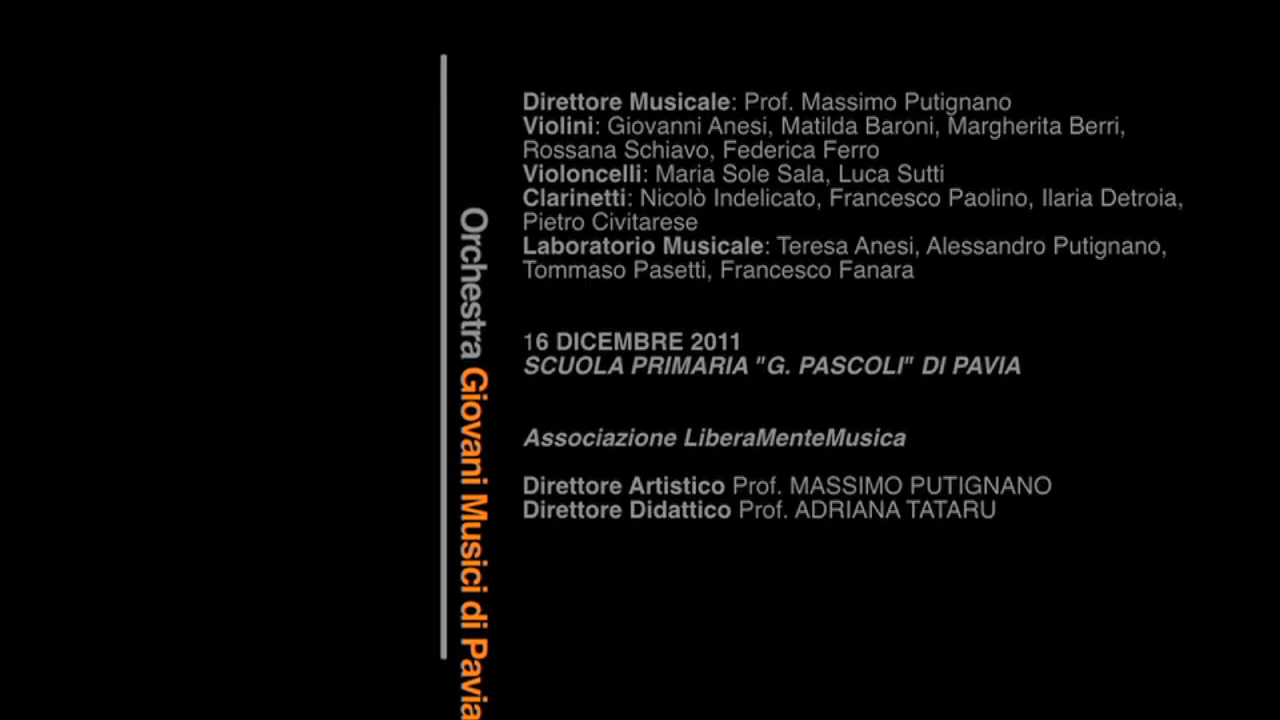 Orchestra Giovani Musici di Pavia
Direttore Musicale: Prof. Massimo Putignano
Violini: Giovanni Anesi, Matilda Baroni, Margherita Berri,
Rossana Schiavo, Federica Ferro
Violoncelli: Maria Sole Sala, Luca Sutti
Clarinetti: Nicolò Indelicato, Francesco Paolino, Ilaria Detroia,
Pietro Civitarese
Laboratorio Musicale: Teresa Anesi, Alessandro Putignano,
Tommaso Pasetti, Francesco Fanara
16 DICEMBRE 2011
SCUOLA PRIMARIA "G. PASCOLI" DI PAVIA
Associazione LiberaMenteMusica
Direttore Artistico Prof. MASSIMO PUTIGNANO
Direttore Didattico Prof. ADRIANA TATARU